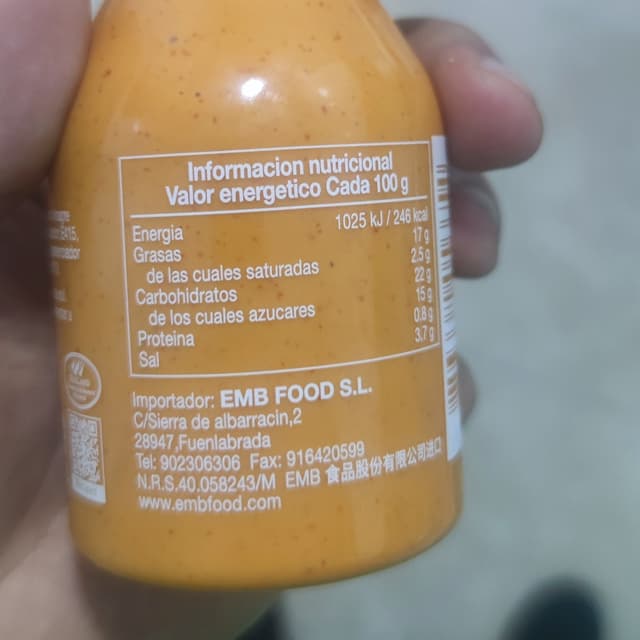 Informacion nutricional
Valor energetico Cada 100 g
Energia 1025 kJ / 246 kcal
Grasas 17 g
de las cuales saturadas 2.5 g
Carbohidratos 22 g
de los cuales azucares 15 g
Proteina 0.8 g
Sal 3.7 g
Importador: EMB FOOD S.L.
C/Sierra de albarracin,2
28947,Fuenlabrada
Tel: 902306306 Fax: 916420599
N.R.S.40.058243/M EMB 食品股份有限公司进口
www.embfood.com